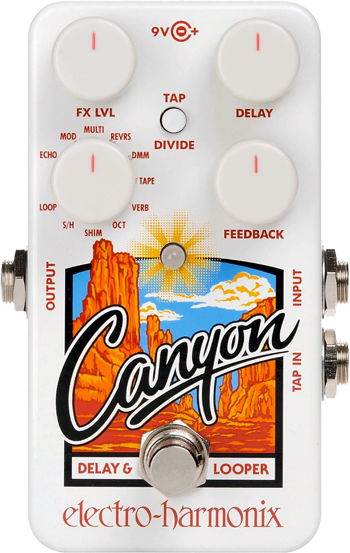 9V +
FX LVL
TAP
DIVIDE
DELAY
MULTI
MOD
REVRS
ECHO
DMM
TAPE
LOOP
VERB
S/H
OCT
SHIM
FEEDBACK
OUTPUT
INPUT
TAP IN
Canyon
DELAY & LOOPER
electro-harmonix